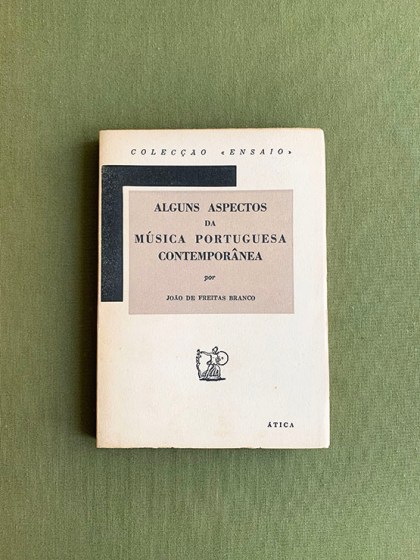 COLECÇÃO «ENSAIO»
ALGUNS ASPECTOS
DA
MÚSICA PORTUGUESA
CONTEMPORÂNEA
por
JOÃO DE FREITAS BRANCO
ÁTICA